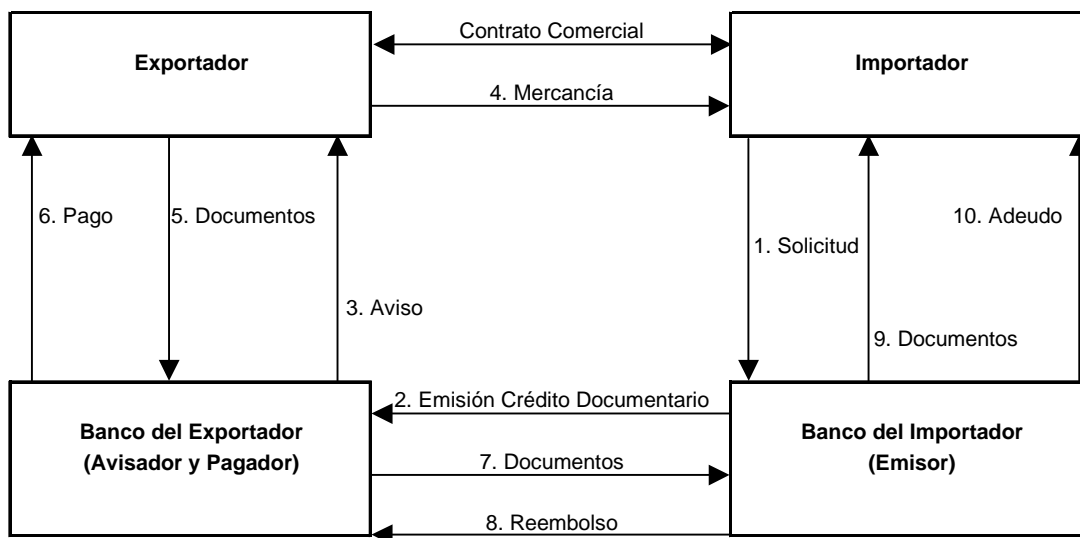 Contrato Comercial
Exportador
Importador
4. Mercancía
6. Pago
5. Documentos
10. Adeudo
1. Solicitud
3. Aviso
9. Documentos
2. Emisión Crédito Documentario
Banco del Exportador
(Avisador y Pagador)
Banco del Importador
(Emisor)
7. Documentos
8. Reembolso